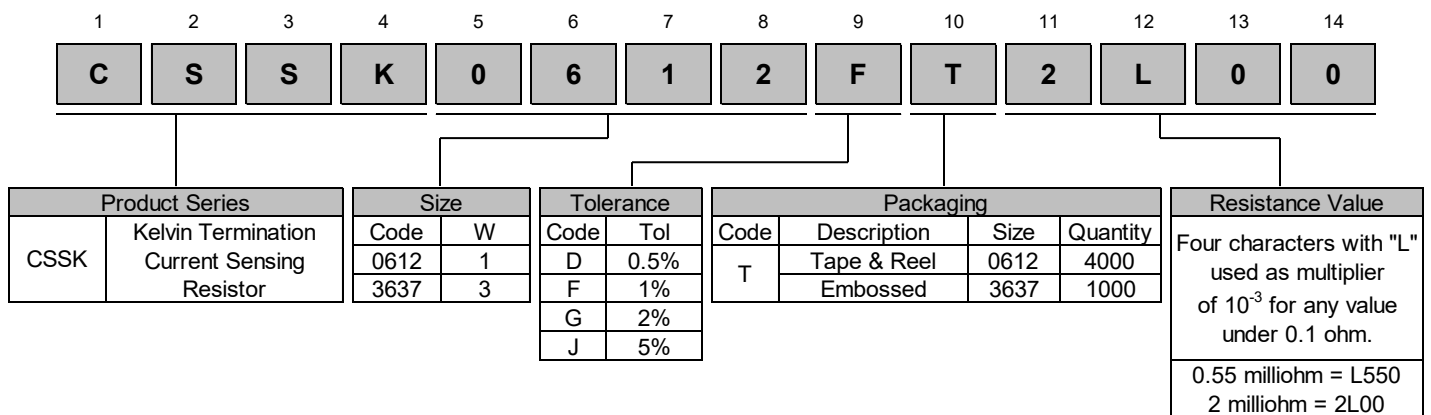 1 2 3 4 5 6 7 8 9 10 11 12 13 14
C S S K 0 6 1 2 F T 2 L 0 0
Product Series
CSSK
Kelvin Termination
Current Sensing
Resistor
Size
Code W
0612 1
3637 3
Tolerance
Code Tol
D 0.5%
F 1%
G 2%
J 5%
Packaging
Code Description Size Quantity
T
Tape & Reel 0612 4000
Embossed 3637 1000
Resistance Value
Four characters with "L"
used as multiplier
of 10⁻³ for any value
under 0.1 ohm.
0.55 milliohm = L550
2 milliohm = 2L00